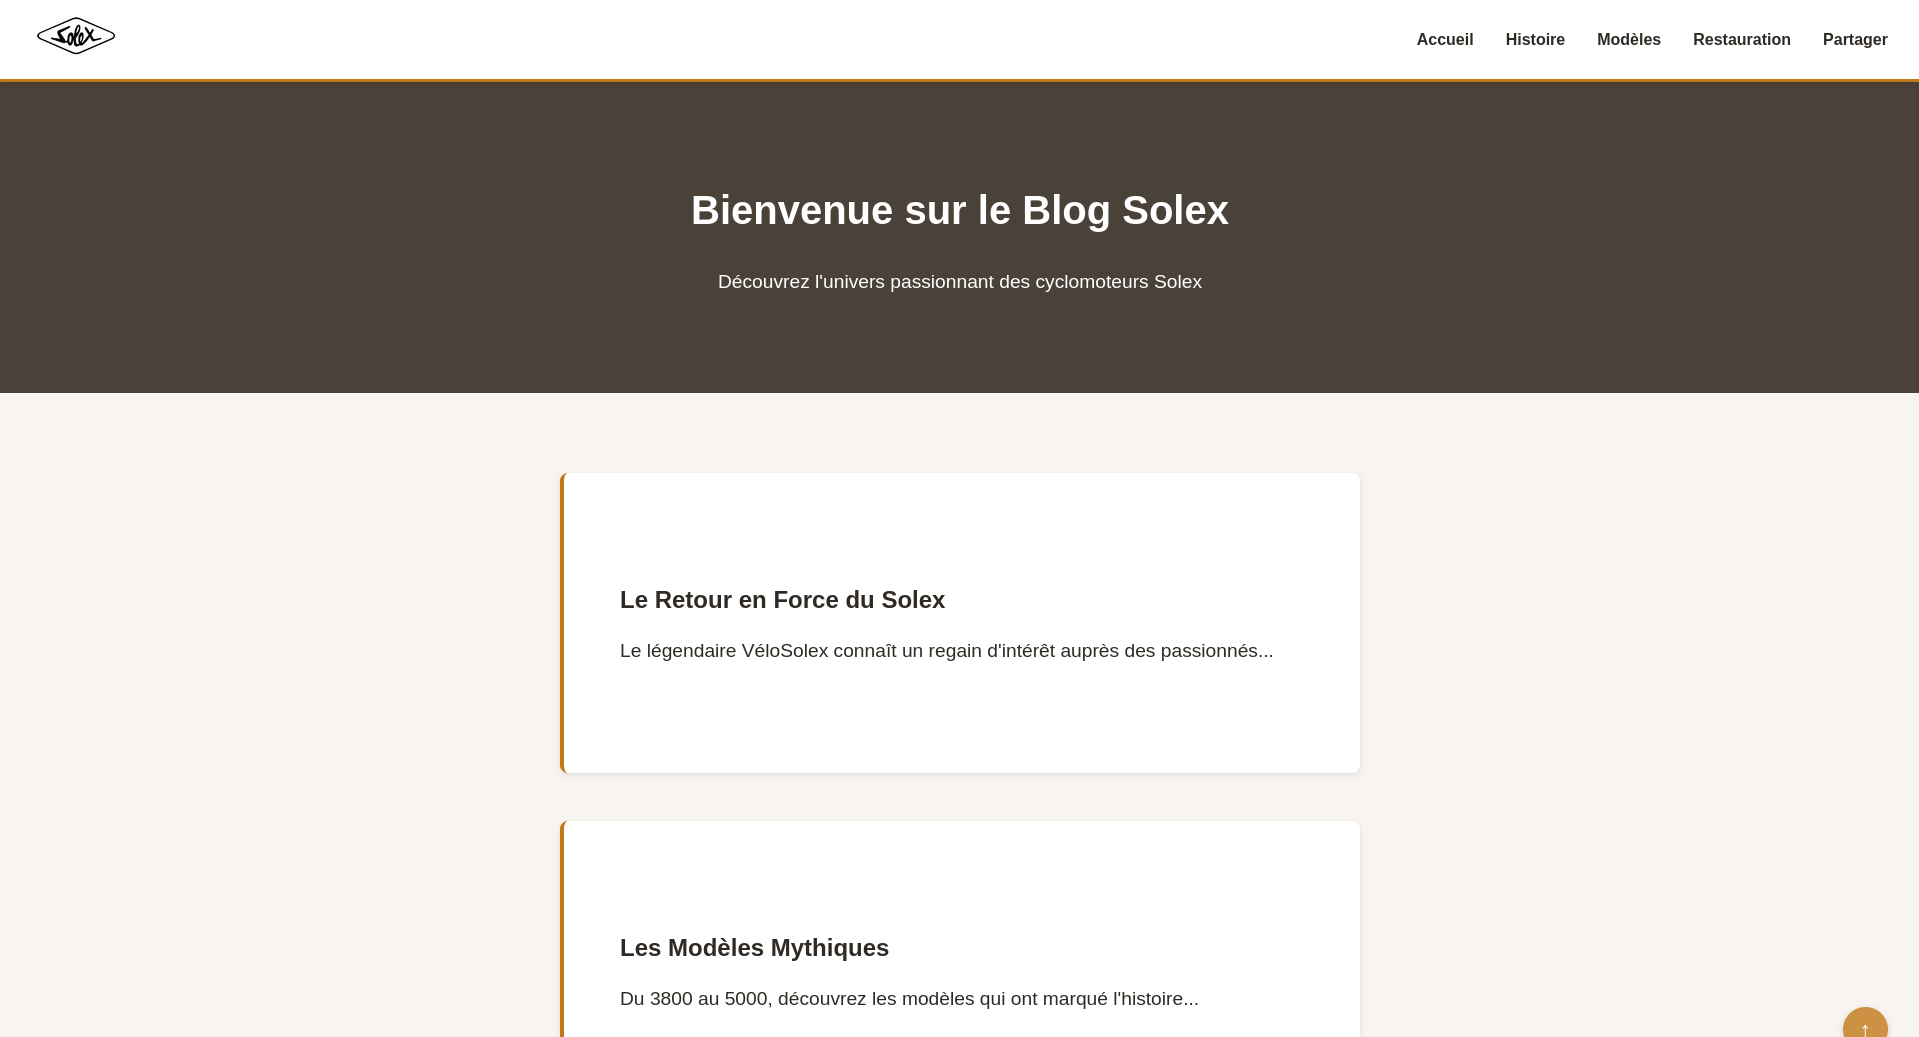 Solex
Accueil Histoire Modèles Restauration Partager
Bienvenue sur le Blog Solex
Découvrez l'univers passionnant des cyclomoteurs Solex
Le Retour en Force du Solex
Le légendaire VéloSolex connaît un regain d'intérêt auprès des passionnés...
Les Modèles Mythiques
Du 3800 au 5000, découvrez les modèles qui ont marqué l'histoire...
↑